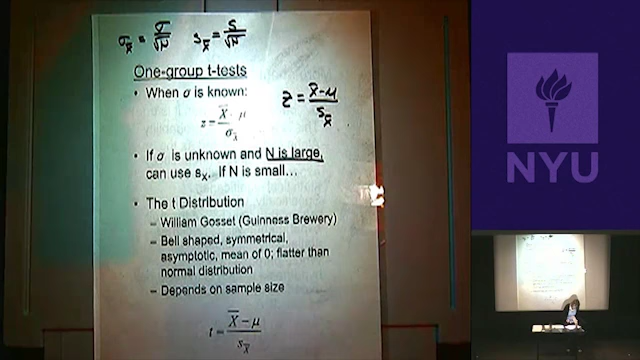 σx̄ = σ/√N   sx̄ = s/√N
One-group t-tests
• When σ is known:
z = X̄ - μ / σx̄
z = x̄-μ / sx̄
• If σ is unknown and N is large,
can use sx̄. If N is small...
• The t Distribution
– William Gosset (Guinness Brewery)
– Bell shaped, symmetrical,
asymptotic, mean of 0; flatter than
normal distribution
– Depends on sample size
t = X̄ – μ / sx̄
NYU